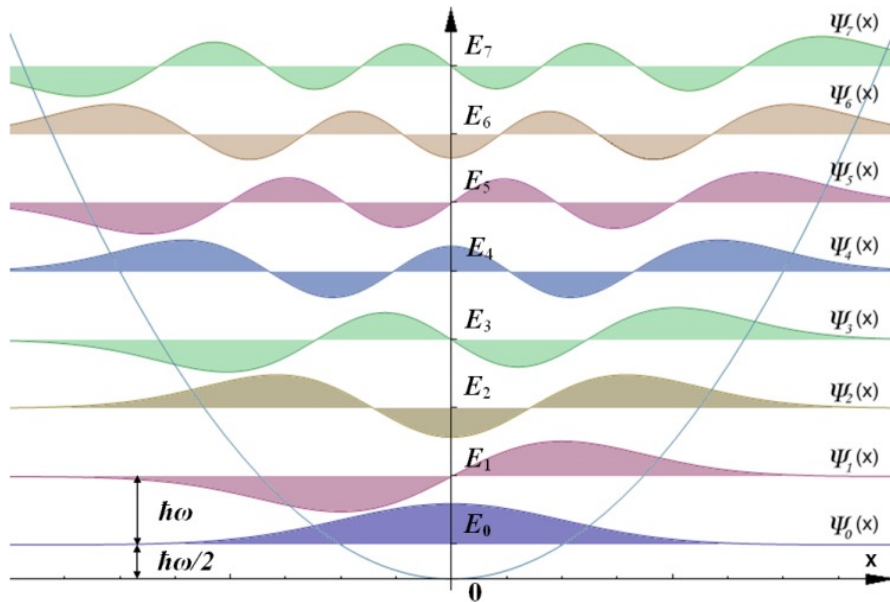 E₇ Ψ₇(x)
E₆ Ψ₆(x)
E₅ Ψ₅(x)
E₄ Ψ₄(x)
E₃ Ψ₃(x)
E₂ Ψ₂(x)
E₁ Ψ₁(x)
ħω
E₀ Ψ₀(x)
ħω/2
x
0